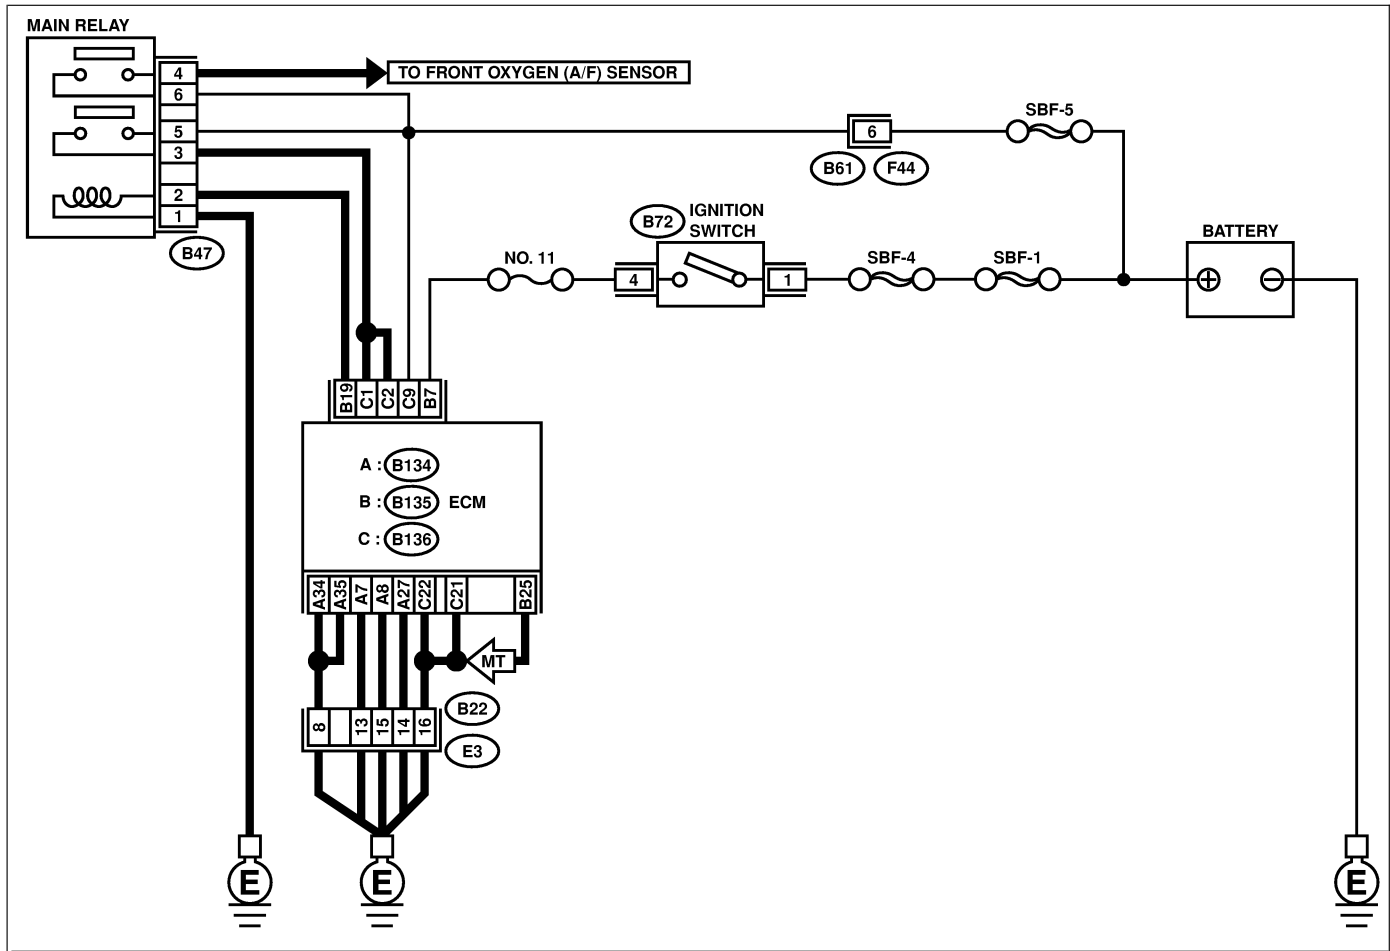 MAIN RELAY
4
6
5
3
2
1
B47
TO FRONT OXYGEN (A/F) SENSOR
SBF-5
6
B61
F44
B72
IGNITION
SWITCH
NO. 11
4
1
SBF-4
SBF-1
BATTERY
B19
C1
C2
C9
B7
A : B134
B : B135 ECM
C : B136
A34
A35
A7
A8
A27
C22
C21
B25
MT
B22
8
13
15
14
16
E3
E
E
E